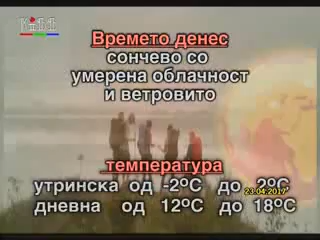 Времето денес
сончево со
умерена облачност
и ветровито
температура
утринска од -2ºC до 2ºC
23.04.2017
дневна од 12ºC до 18ºC